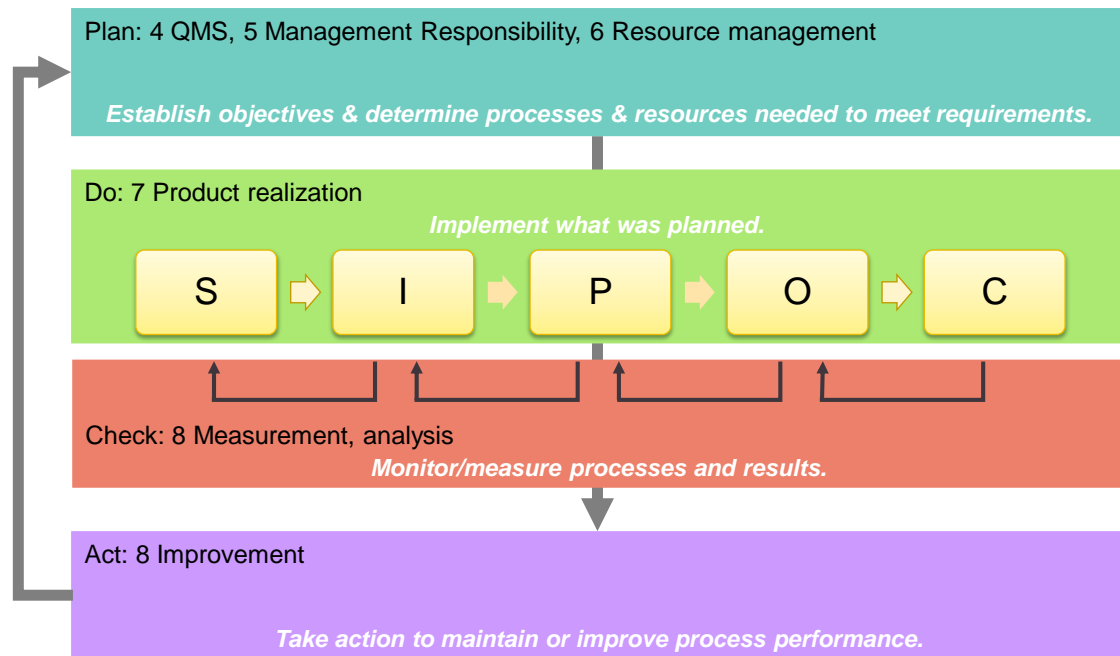 Plan: 4 QMS, 5 Management Responsibility, 6 Resource management
Establish objectives & determine processes & resources needed to meet requirements.
Do: 7 Product realization
Implement what was planned.
S I P O C
Check: 8 Measurement, analysis
Monitor/measure processes and results.
Act: 8 Improvement
Take action to maintain or improve process performance.